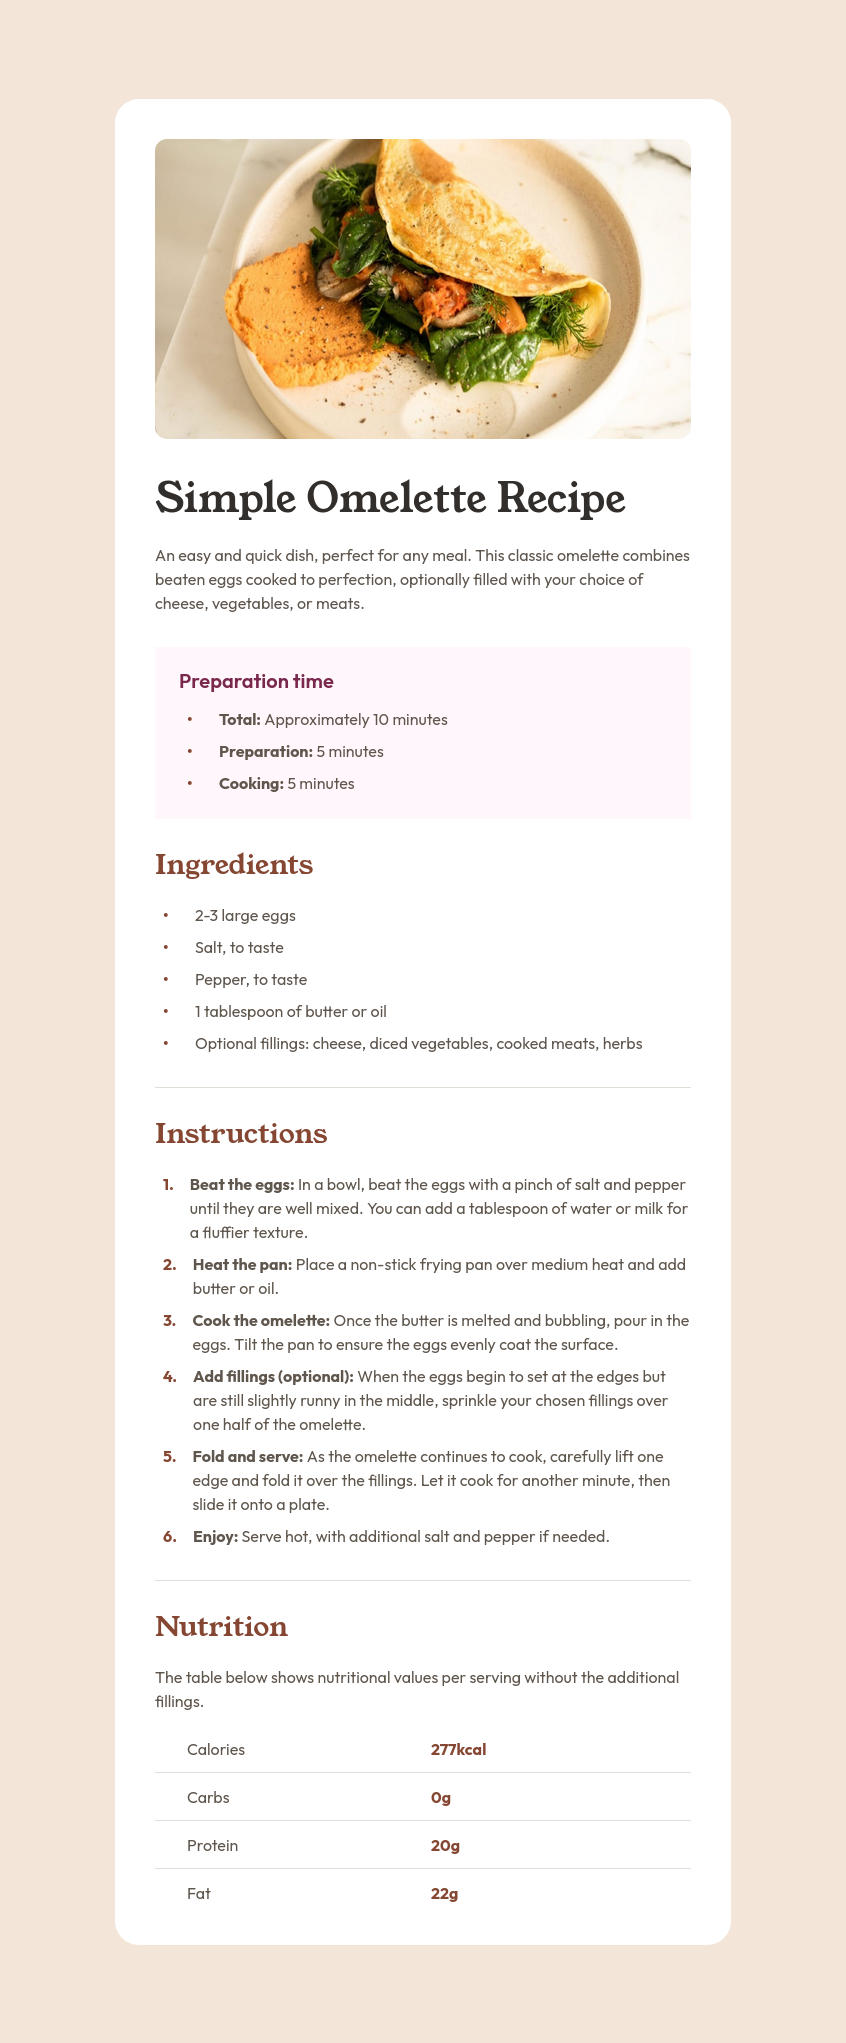 Simple Omelette Recipe
An easy and quick dish, perfect for any meal. This classic omelette combines
beaten eggs cooked to perfection, optionally filled with your choice of
cheese, vegetables, or meats.
Preparation time
• Total: Approximately 10 minutes
• Preparation: 5 minutes
• Cooking: 5 minutes
Ingredients
• 2-3 large eggs
• Salt, to taste
• Pepper, to taste
• 1 tablespoon of butter or oil
• Optional fillings: cheese, diced vegetables, cooked meats, herbs
Instructions
1. Beat the eggs: In a bowl, beat the eggs with a pinch of salt and pepper
until they are well mixed. You can add a tablespoon of water or milk for
a fluffier texture.
2. Heat the pan: Place a non-stick frying pan over medium heat and add
butter or oil.
3. Cook the omelette: Once the butter is melted and bubbling, pour in the
eggs. Tilt the pan to ensure the eggs evenly coat the surface.
4. Add fillings (optional): When the eggs begin to set at the edges but
are still slightly runny in the middle, sprinkle your chosen fillings over
one half of the omelette.
5. Fold and serve: As the omelette continues to cook, carefully lift one
edge and fold it over the fillings. Let it cook for another minute, then
slide it onto a plate.
6. Enjoy: Serve hot, with additional salt and pepper if needed.
Nutrition
The table below shows nutritional values per serving without the additional
fillings.
Calories 277kcal
Carbs 0g
Protein 20g
Fat 22g